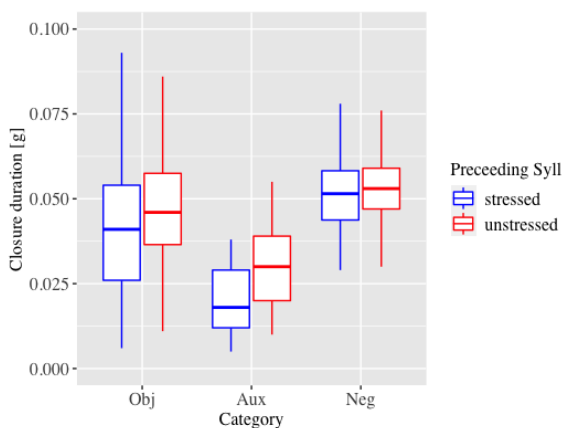 0.100
0.075
0.050
0.025
0.000
Closure duration [g]
Obj Aux Neg
Category
Preceeding Syll
stressed
unstressed